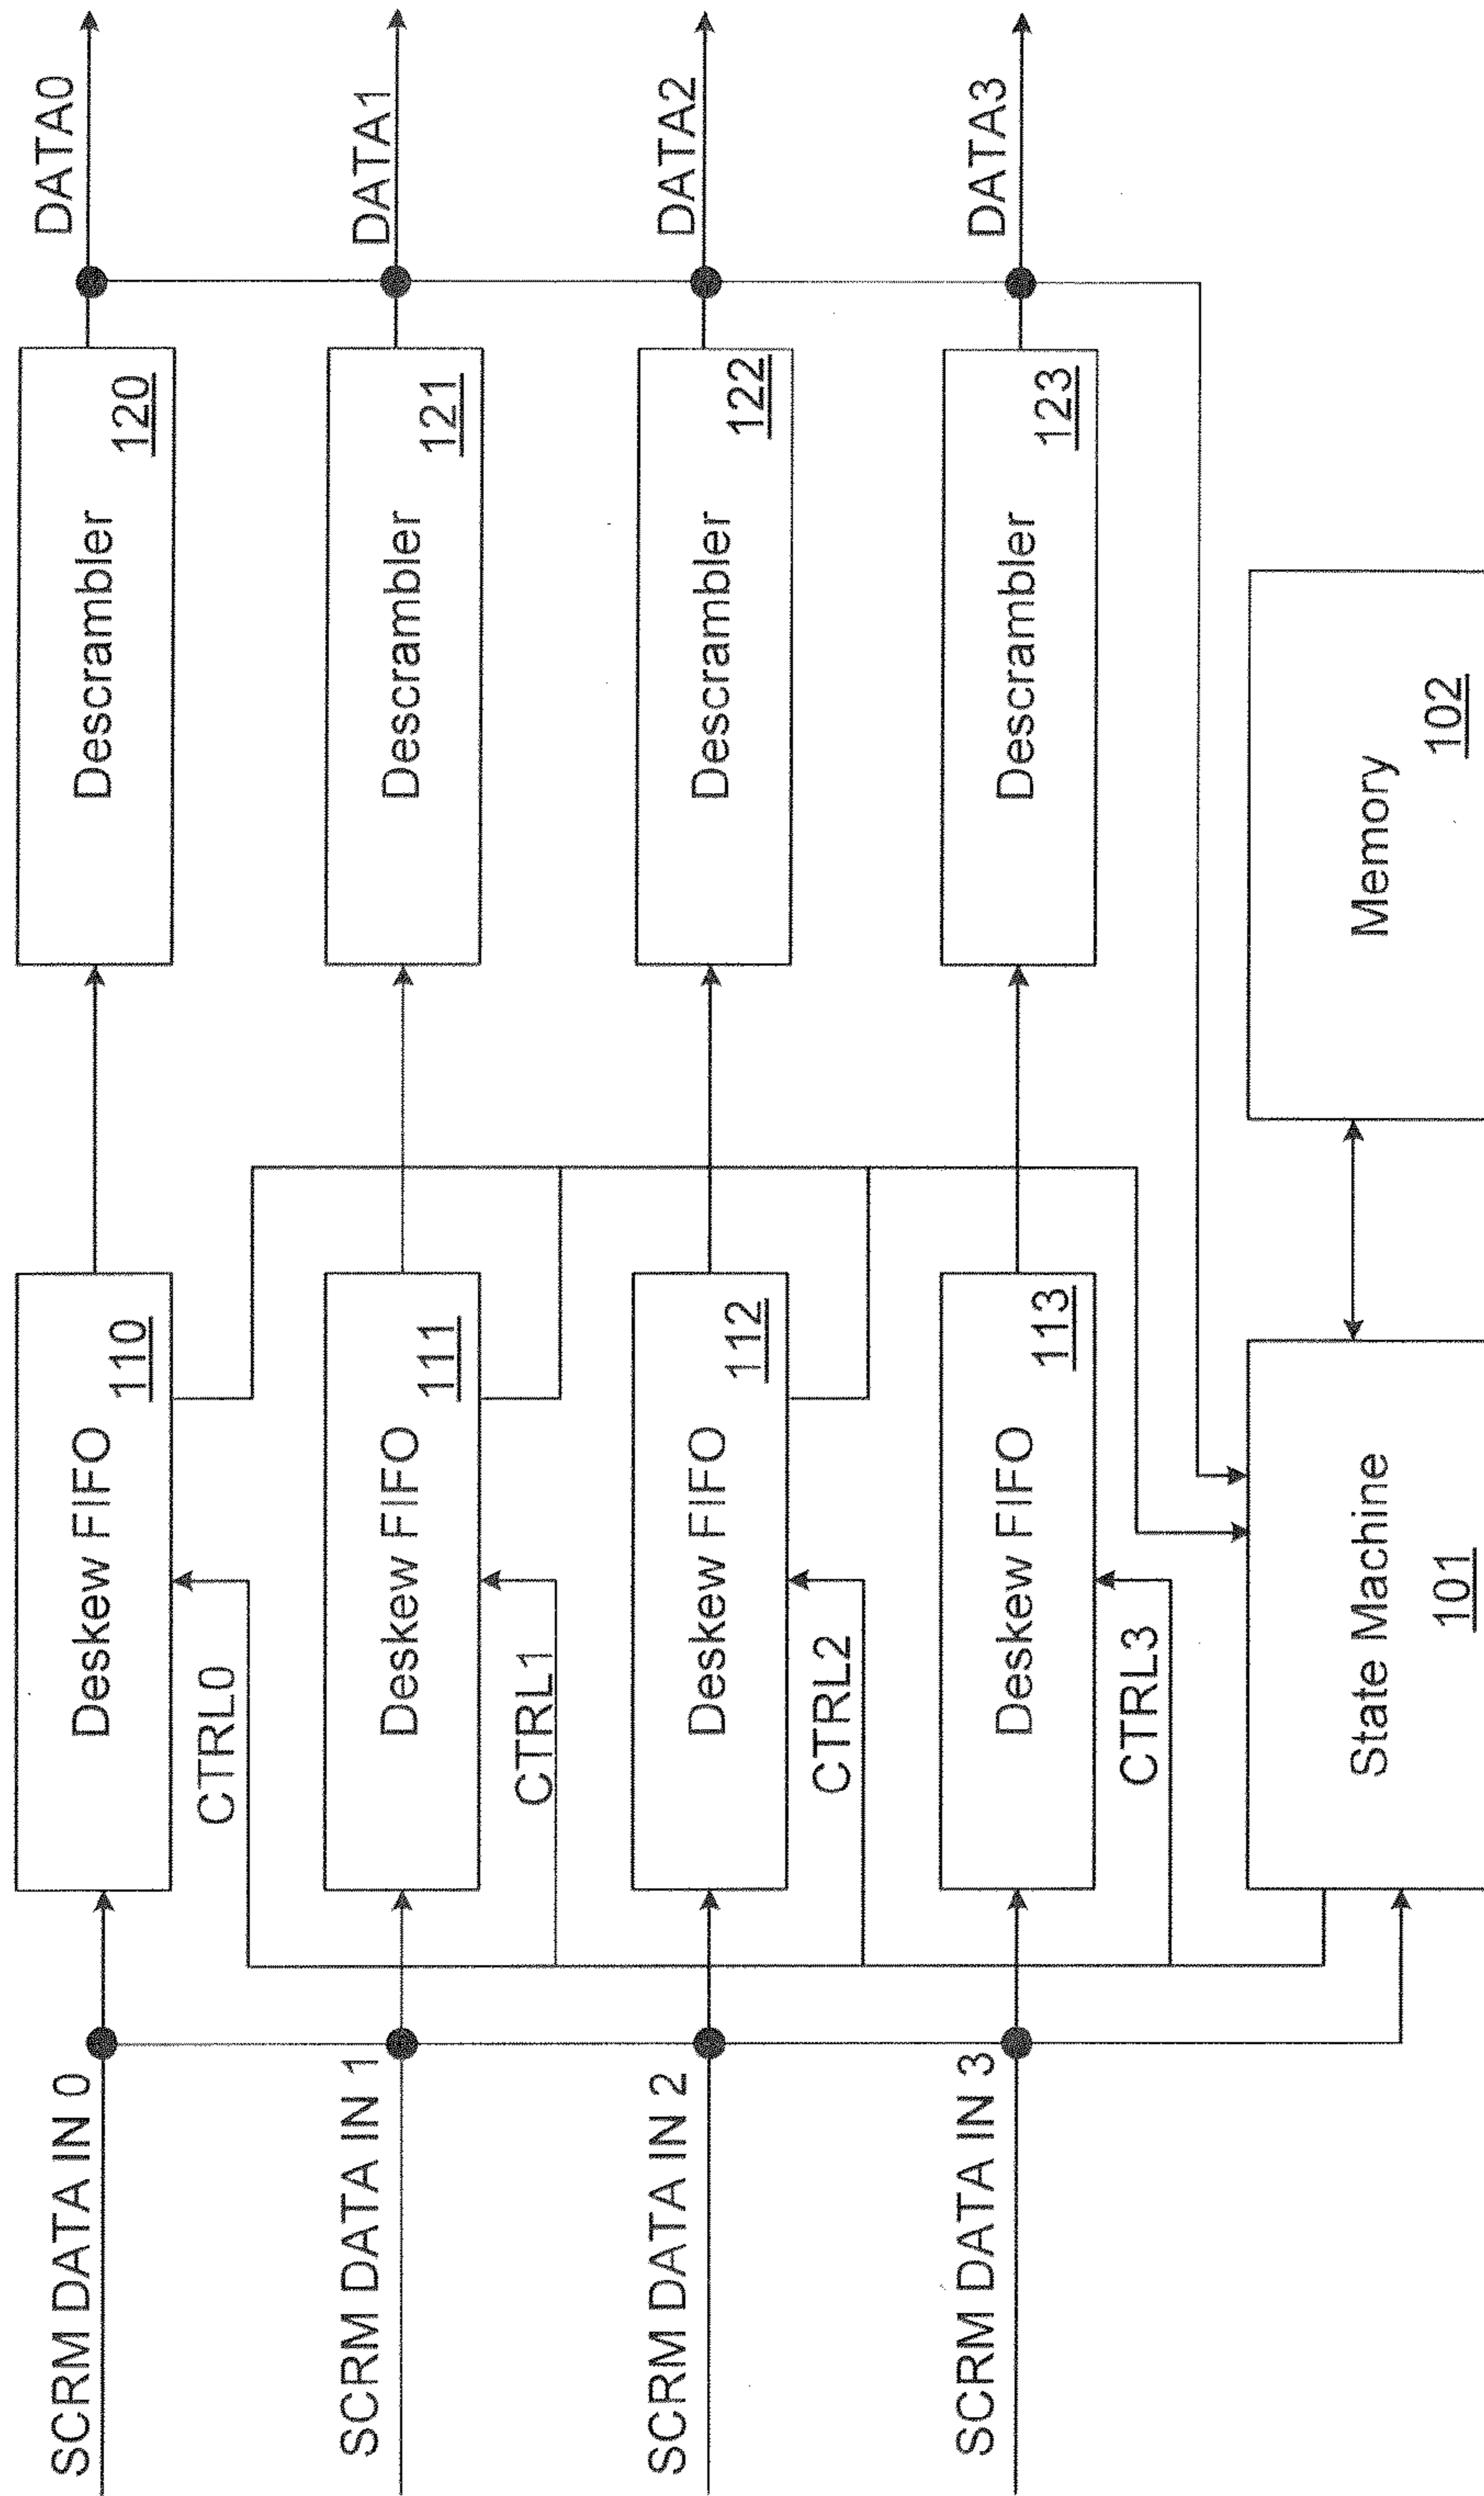 SCRM DATA IN 0
Deskew FIFO
110
Descrambler
120
DATA0
CTRL0
SCRM DATA IN 1
Deskew FIFO
111
Descrambler
121
DATA1
CTRL1
SCRM DATA IN 2
Deskew FIFO
112
Descrambler
122
DATA2
CTRL2
SCRM DATA IN 3
Deskew FIFO
113
Descrambler
123
DATA3
CTRL3
State Machine
101
Memory
102